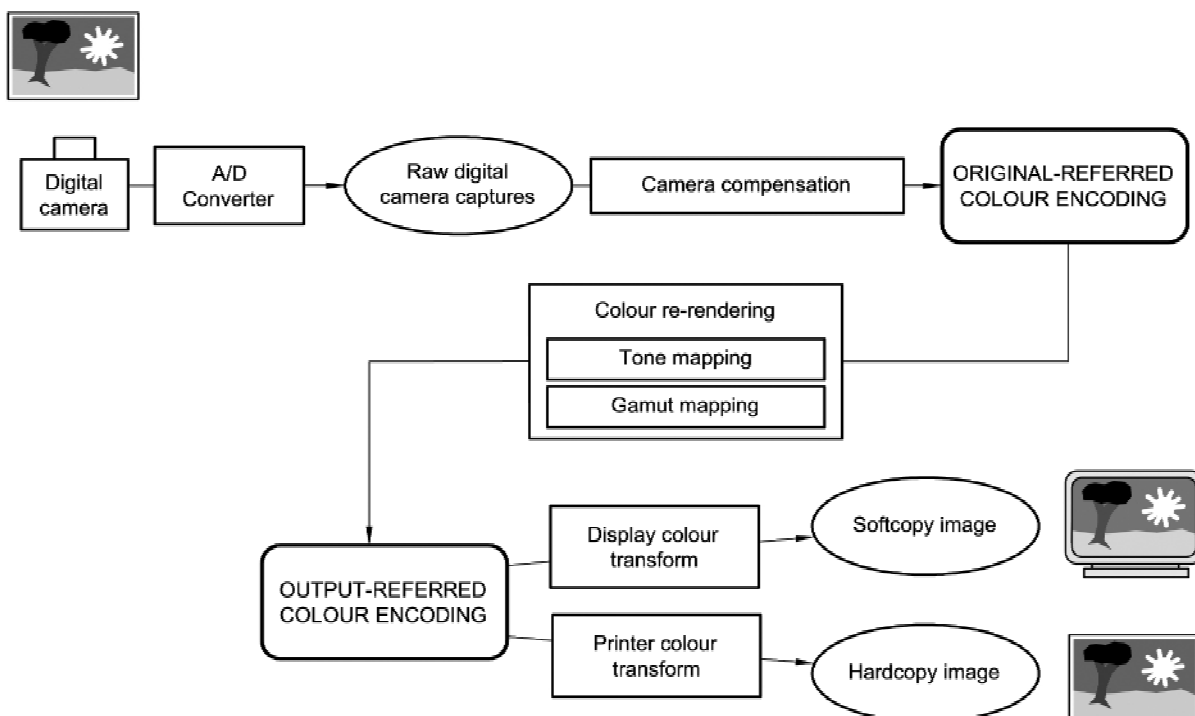 Digital
camera
A/D
Converter
Raw digital
camera captures
Camera compensation
ORIGINAL-REFERRED
COLOUR ENCODING
Colour re-rendering
Tone mapping
Gamut mapping
OUTPUT-REFERRED
COLOUR ENCODING
Display colour
transform
Softcopy image
Printer colour
transform
Hardcopy image